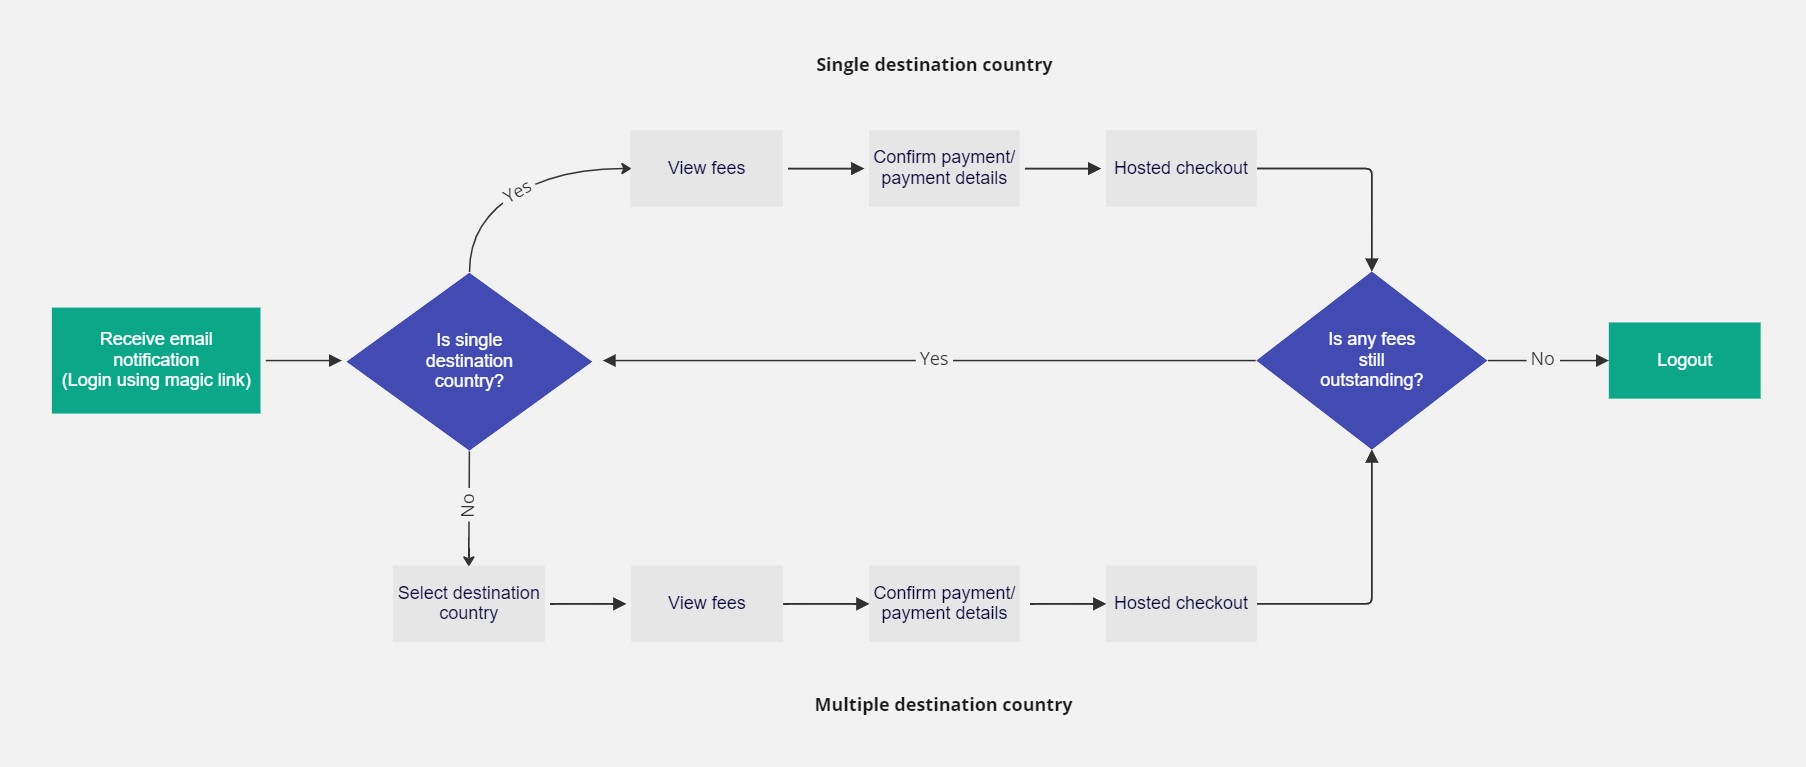 Single destination country
View fees
Confirm payment/
payment details
Hosted checkout
Yes
Receive email
notification
(Login using magic link)
Is single
destination
country?
Yes
Is any fees
still
outstanding?
No
Logout
No
Select destination
country
View fees
Confirm payment/
payment details
Hosted checkout
Multiple destination country